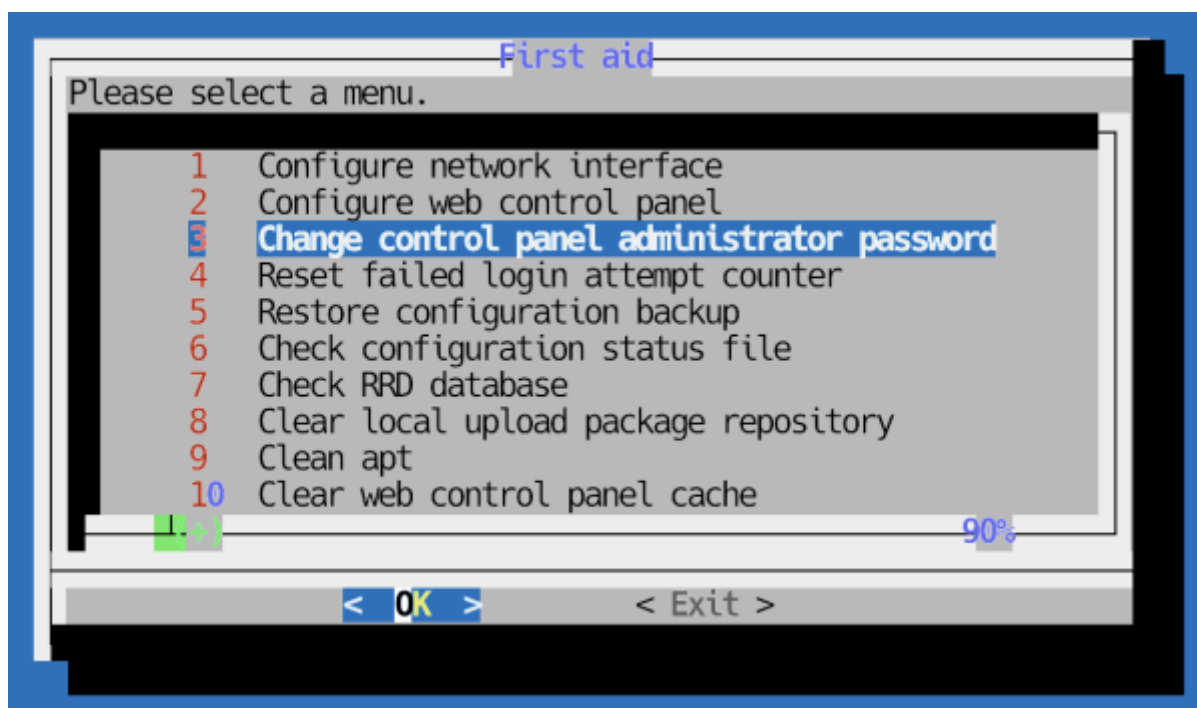 First aid
Please select a menu.
1 Configure network interface
2 Configure web control panel
3 Change control panel administrator password
4 Reset failed login attempt counter
5 Restore configuration backup
6 Check configuration status file
7 Check RRD database
8 Clear local upload package repository
9 Clean apt
10 Clear web control panel cache
(+) 90%
< OK > < Exit >